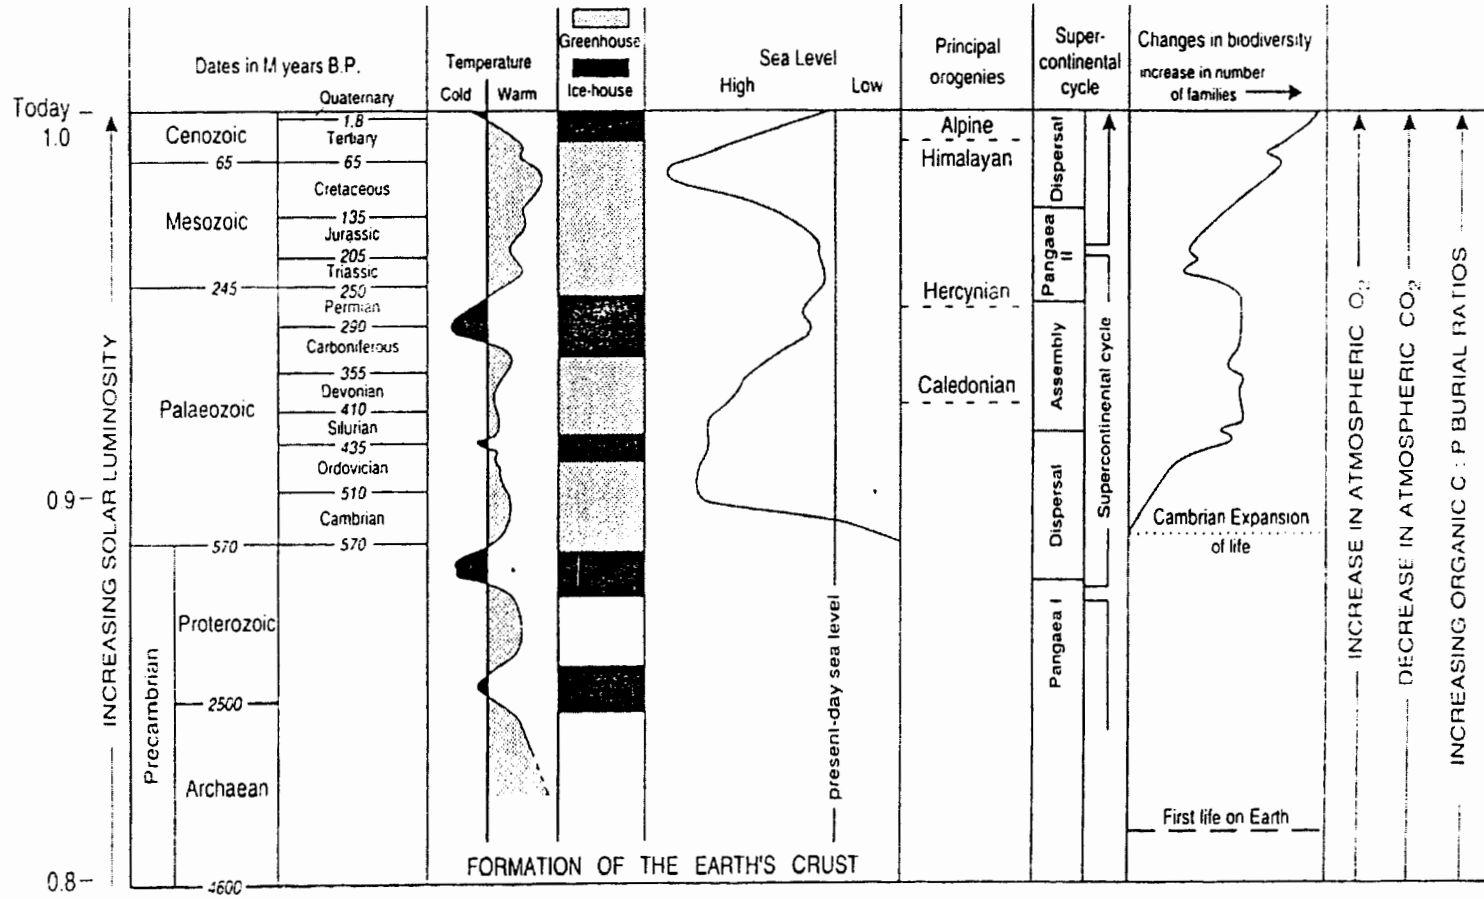 Greenhouse
Ice-house
Dates in M years B.P.
Quaternary
Temperature
Cold
Warm
Sea Level
High
Low
Principal
orogenies
Super-
continental
cycle
Changes in biodiversity
increase in number
of families
Today
1.0
0.9
0.8
INCREASING SOLAR LUMINOSITY
Cenozoic
65
Mesozoic
245
Palaeozoic
570
Precambrian
Proterozoic
2500
Archaean
4600
1.8
Tertiary
65
Cretaceous
135
Jurassic
205
Triassic
250
Permian
290
Carboniferous
355
Devonian
410
Silurian
435
Ordovician
510
Cambrian
570
present-day sea level
Alpine
Himalayan
Hercynian
Caledonian
Dispersal
Pangaea
II
Assembly
Dispersal
Pangaea I
Supercontinental cycle
Cambrian Expansion
of life
First life on Earth
INCREASE IN ATMOSPHERIC O2
DECREASE IN ATMOSPHERIC CO2
INCREASING ORGANIC C : P BURIAL RATIOS
FORMATION OF THE EARTH'S CRUST